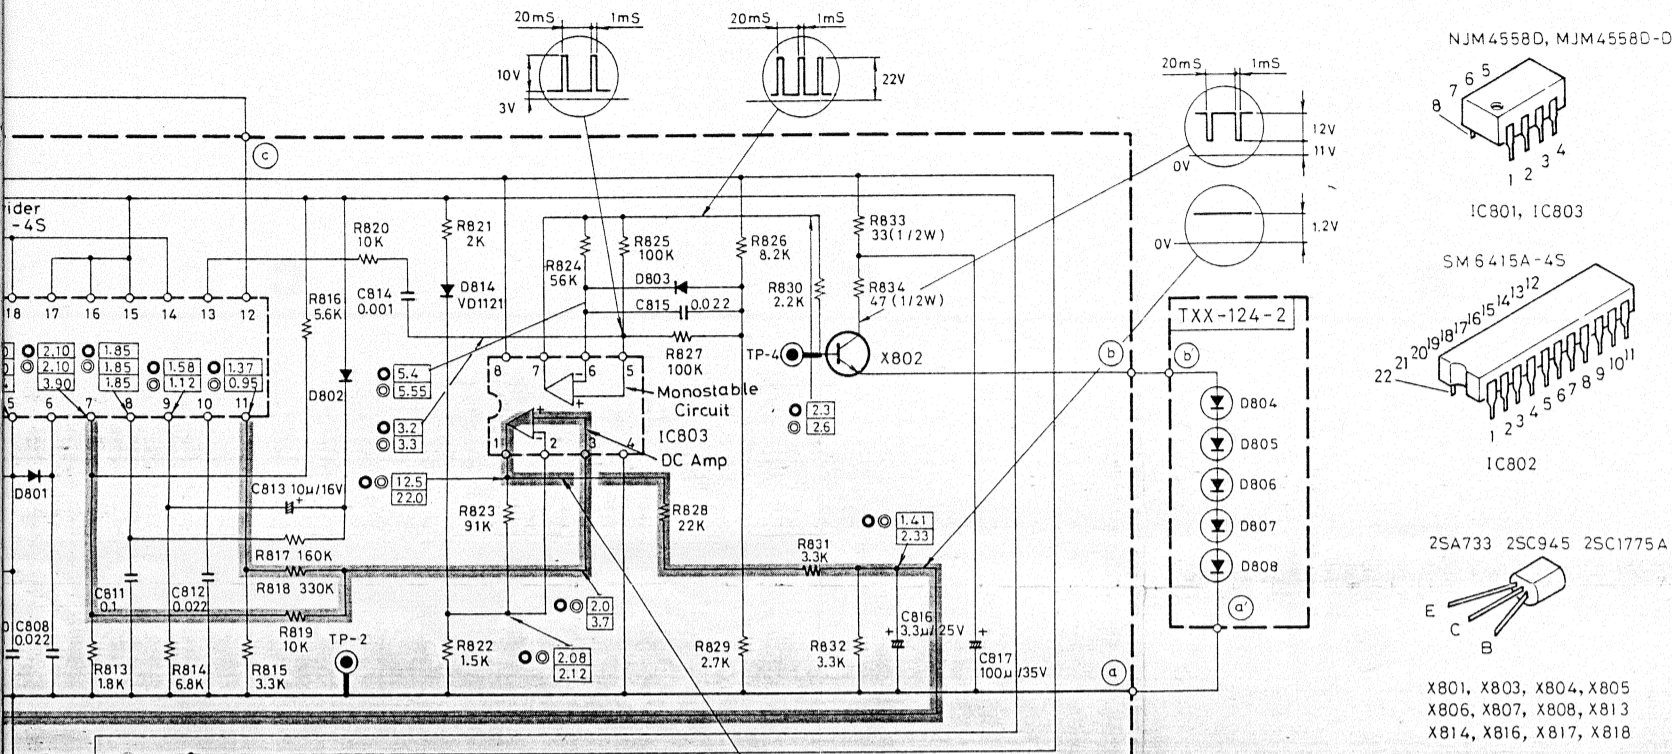 20mS 1mS
10V
3V
20mS 1mS
22V
20mS 1mS
12V
11V
0V
1.2V
0V
NJM4558D, MJM4558D-D
8 7 6 5
1 2 3 4
IC801, IC803
SM6415A-4S
22 21 20 19 18 17 16 15 14 13 12
1 2 3 4 5 6 7 8 9 10 11
IC802
2SA733 2SC945 2SC1775A
E
C
B
X801, X803, X804, X805
X806, X807, X808, X813
X814, X816, X817, X818
c
ider
-4S
R820
10K
R821
2K
R824
56K
R825
100K
R826
8.2K
R833
33(1/2W)
D803
R830
2.2K
R834
47 (1/2W)
R816
5.6K
C814
0.001
D814
VD1121
C815 0.022
R827
100K
TP-4
X802
TXX-124-2
b b'
18 17 16 15 14 13 12
2.10
2.10
3.90
1.85
1.85
1.85
1.58
1.12
1.37
0.95
5 6 7 8 9 10 11
D802
5.4
5.55
3.2
3.3
12.5
22.0
8 7 6 5
- +
+ -
1 2 3 4
Monostable
Circuit
IC803
DC Amp
2.3
2.6
D804
D805
D806
D807
D808
a'
D801
C813 10μ/16V
+
R823
91K
R828
22K
1.41
2.33
R817 160K
R818 330K
R831
3.3K
C811
0.1
C812
0.022
R819
10K
TP-2
2.0
3.7
2.08
2.12
C808
0.022
R813
1.8K
R814
6.8K
R815
3.3K
R822
1.5K
R829
2.7K
R832
3.3K
C816
+ 3.3μ/25V
+
C817
100μ/35V
a